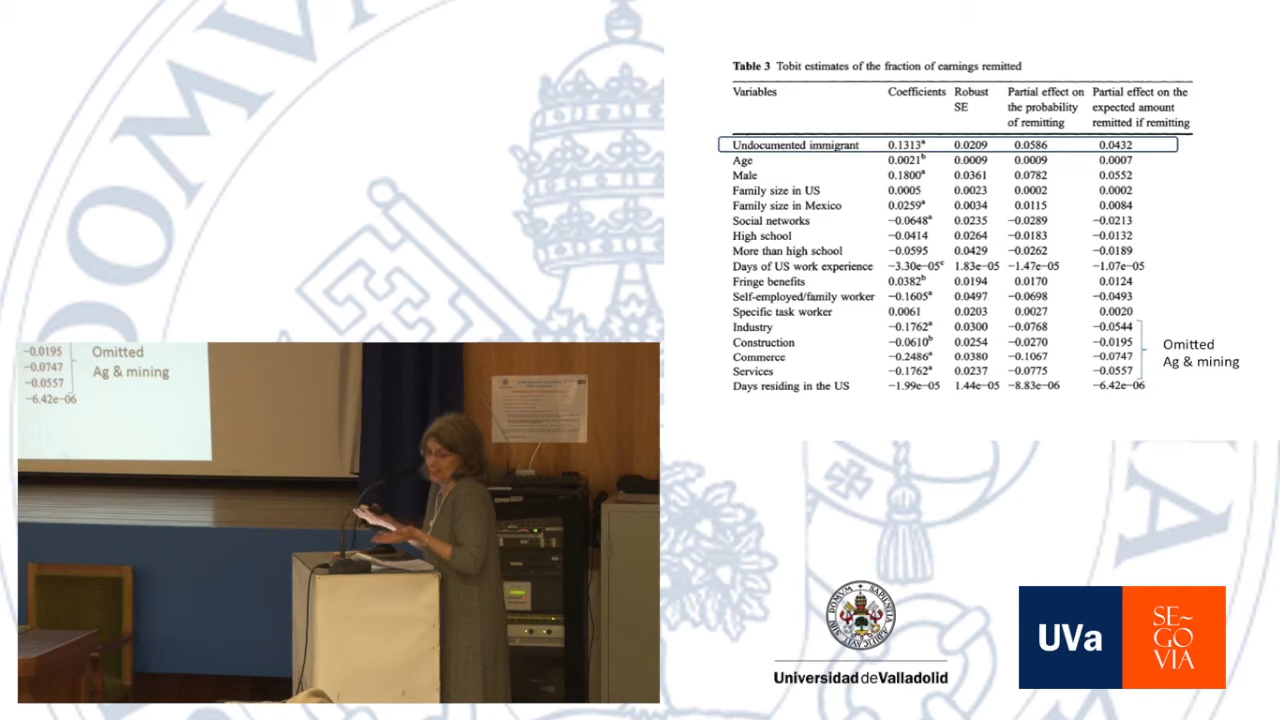 DOMVS
A
Table 3 Tobit estimates of the fraction of earnings remitted
Variables Coefficients Robust SE Partial effect on the probability of remitting Partial effect on the expected amount remitted if remitting
Undocumented immigrant 0.1313a 0.0209 0.0586 0.0432
Age 0.0021b 0.0009 0.0009 0.0007
Male 0.1800a 0.0361 0.0782 0.0552
Family size in US 0.0005 0.0023 0.0002 0.0002
Family size in Mexico 0.0259a 0.0034 0.0115 0.0084
Social networks −0.0648a 0.0235 −0.0289 −0.0213
High school −0.0414 0.0264 −0.0183 −0.0132
More than high school −0.0595 0.0429 −0.0262 −0.0189
Days of US work experience −3.30e−05c 1.83e−05 −1.47e−05 −1.07e−05
Fringe benefits 0.0382b 0.0194 0.0170 0.0124
Self-employed/family worker −0.1605a 0.0497 −0.0698 −0.0493
Specific task worker 0.0061 0.0203 0.0027 0.0020
Industry −0.1762a 0.0300 −0.0768 −0.0544
Construction −0.0610b 0.0254 −0.0270 −0.0195
Commerce −0.2486a 0.0380 −0.1067 −0.0747
Services −0.1762a 0.0237 −0.0775 −0.0557
Days residing in the US −1.99e−05 1.44e−05 −8.83e−06 −6.42e−06
Omitted
Ag & mining
−0.0195
−0.0747
−0.0557
−6.42e−06
Omitted
Ag & mining
Universidad de Valladolid
UVa
SE~
GO
VIA